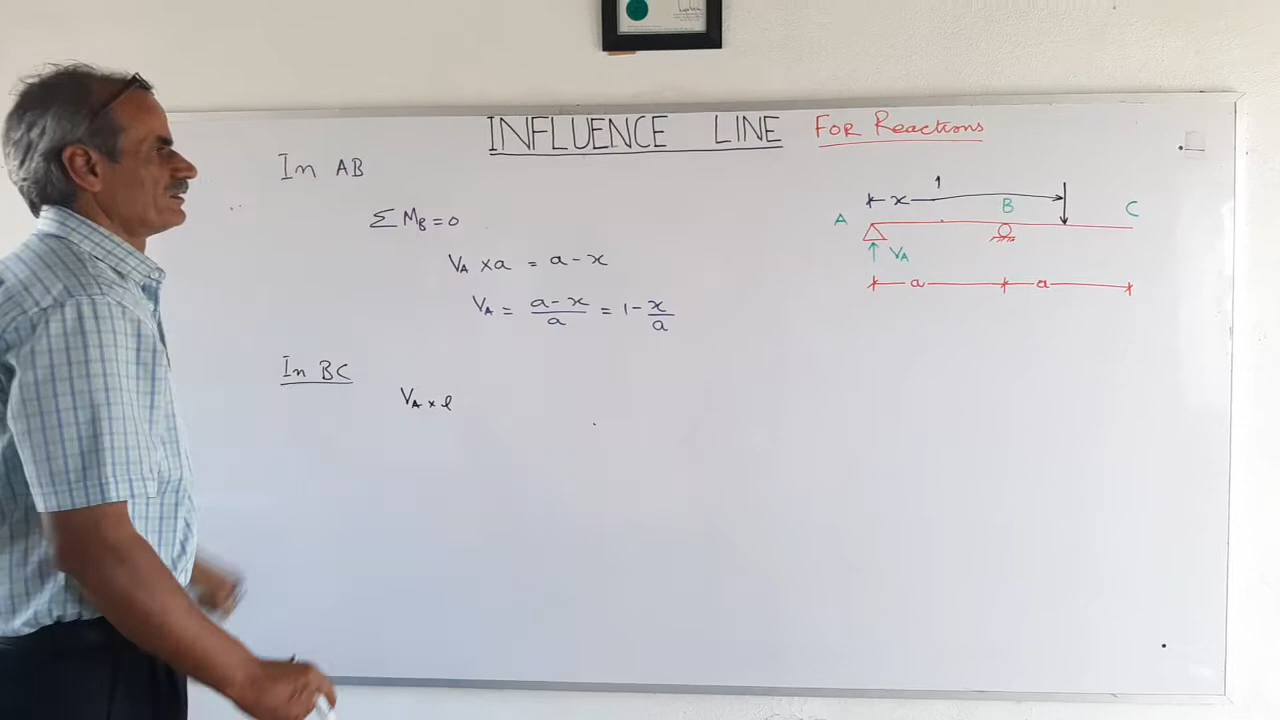 INFLUENCE LINE For Reactions
In AB
ΣM_B = 0
V_A × a = a - x
V_A = (a - x)/a = 1 - x/a
In BC
V_A × l
1
x
A B C
V_A
a a